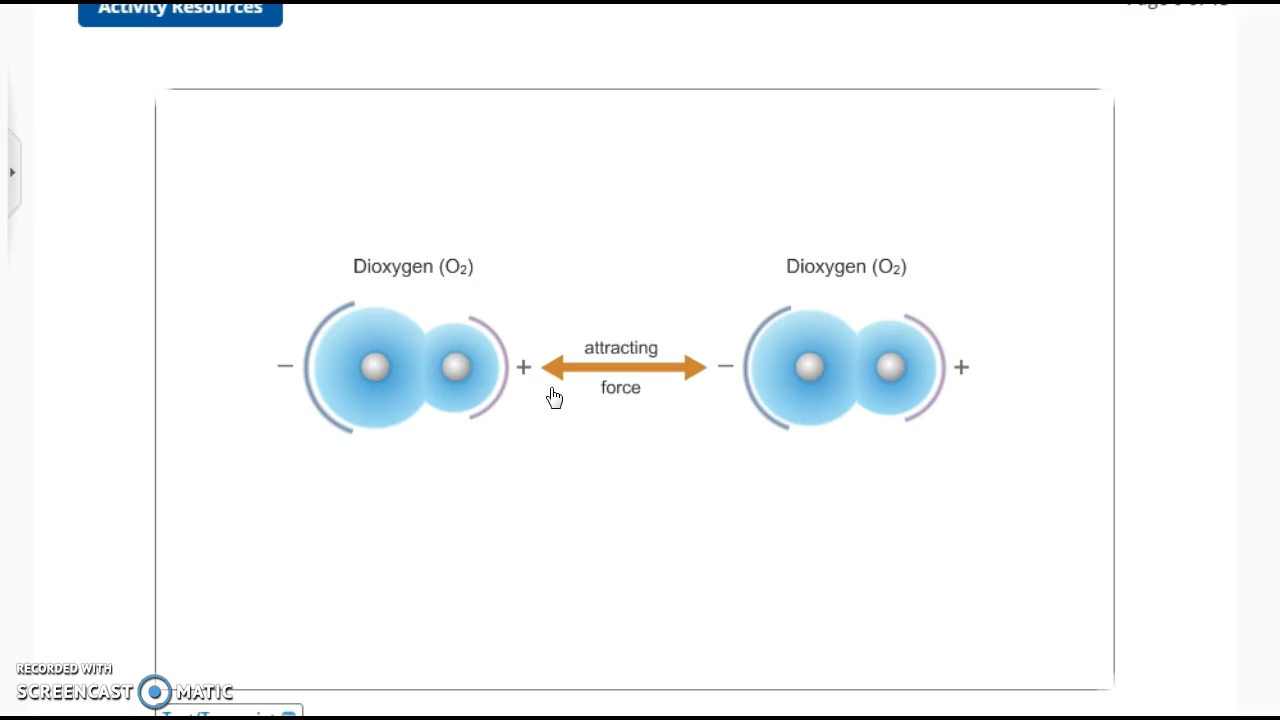 Activity Resources
Dioxygen (O₂)
Dioxygen (O₂)
− + attracting − +
force
RECORDED WITH
SCREENCAST MATIC